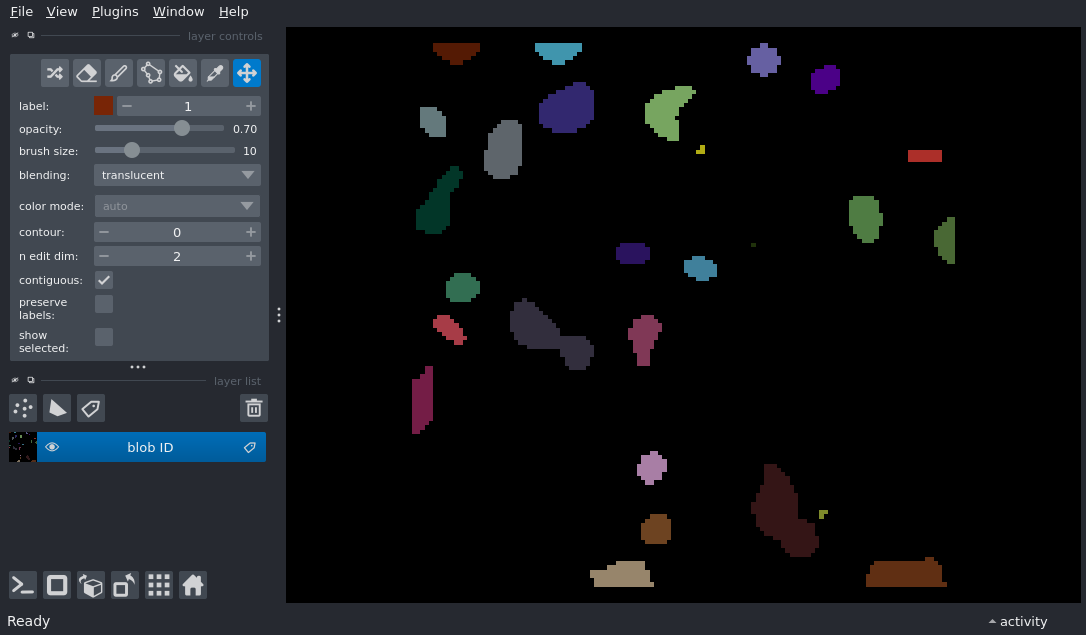 File View Plugins Window Help
layer controls
label: 1
opacity: 0.70
brush size: 10
blending: translucent
color mode: auto
contour: 0
n edit dim: 2
contiguous:
preserve
labels:
show
selected:
layer list
blob ID
Ready
activity